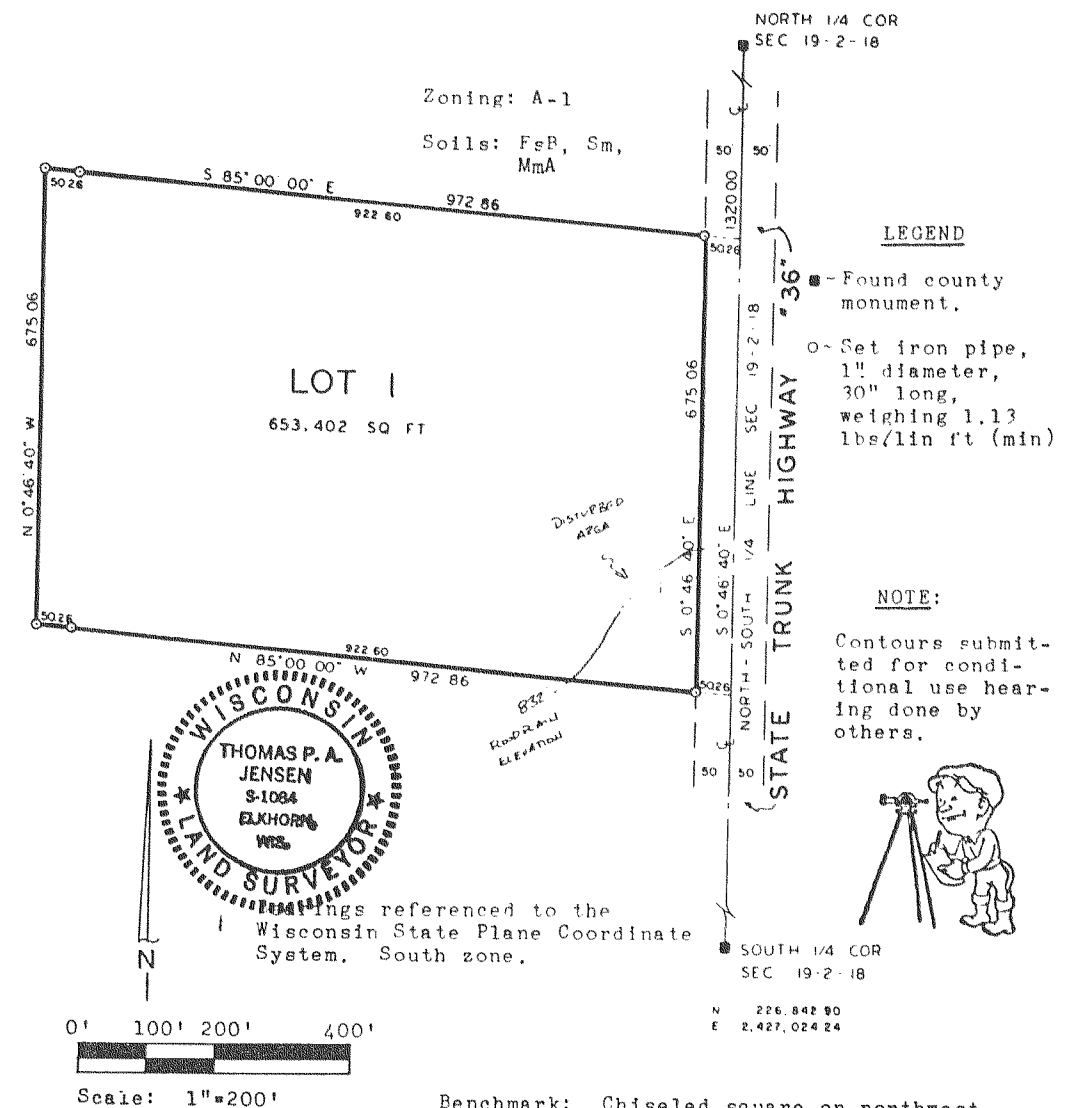 NORTH 1/4 COR
SEC 19-2-18
Zoning: A-1
Soils: FsB, Sm,
MmA
50' 50'
1320 00
S 85° 00' 00" E
972 86
922 60
50 26
50 26
675 06
N 0° 46' 40" W
LOT 1
653,402 SQ FT
675 06
S 0° 46' 40" E
S 0° 46' 40" E
NORTH - SOUTH 1/4 LINE SEC 19-2-18
STATE TRUNK HIGHWAY "36"
LEGEND
Found county
monument.
Set iron pipe,
1" diameter,
30" long,
weighing 1.13
lbs/lin ft (min)
DISTURBED
AREA
50 26
922 60
N 85° 00' 00" W
972 86
50 26
832
ELEVATION
50 50
NOTE:
Contours submit-
ted for condi-
tional use hear-
ing done by
others.
WISCONSIN
THOMAS P. A.
JENSEN
S-1084
ELKHORN,
WIS.
LAND SURVEYOR
referenced to the
Wisconsin State Plane Coordinate
System. South zone.
N
SOUTH 1/4 COR
SEC 19-2-18
N 226,842 90
E 2,427,024 24
0' 100' 200' 400'
Scale: 1"=200'
Benchmark: Chiseled square on northwest